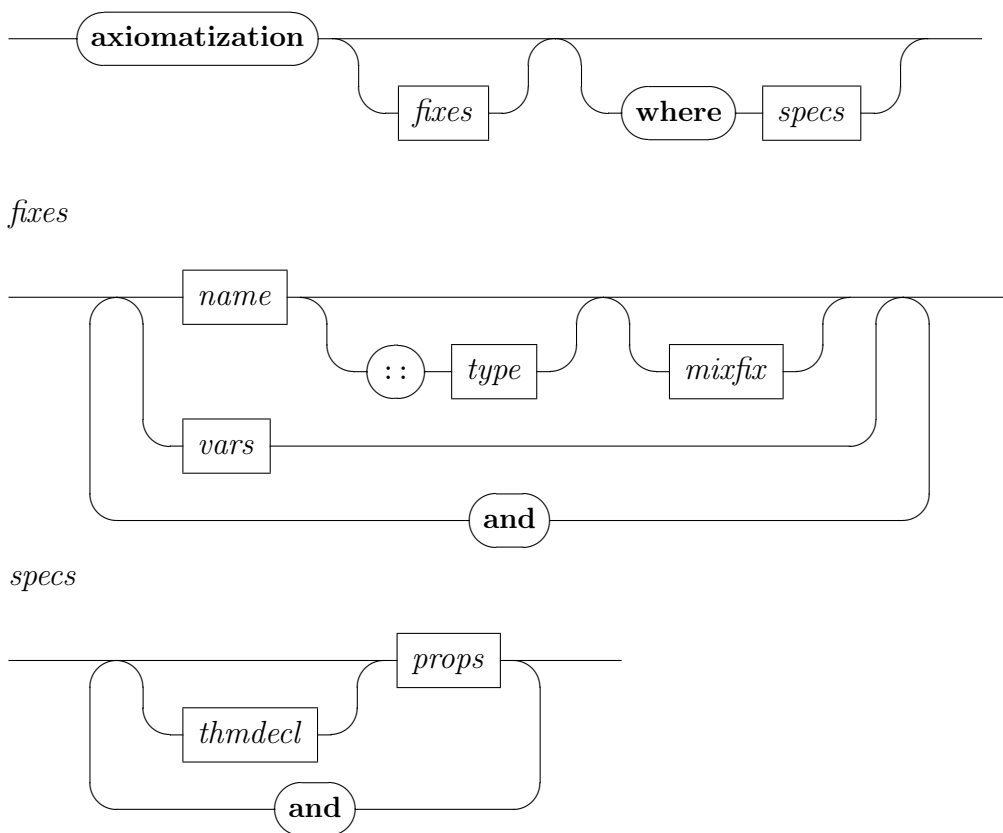 axiomatization
fixes
where specs
fixes
name
:: type mixfix
vars
and
specs
props
thmdecl
and